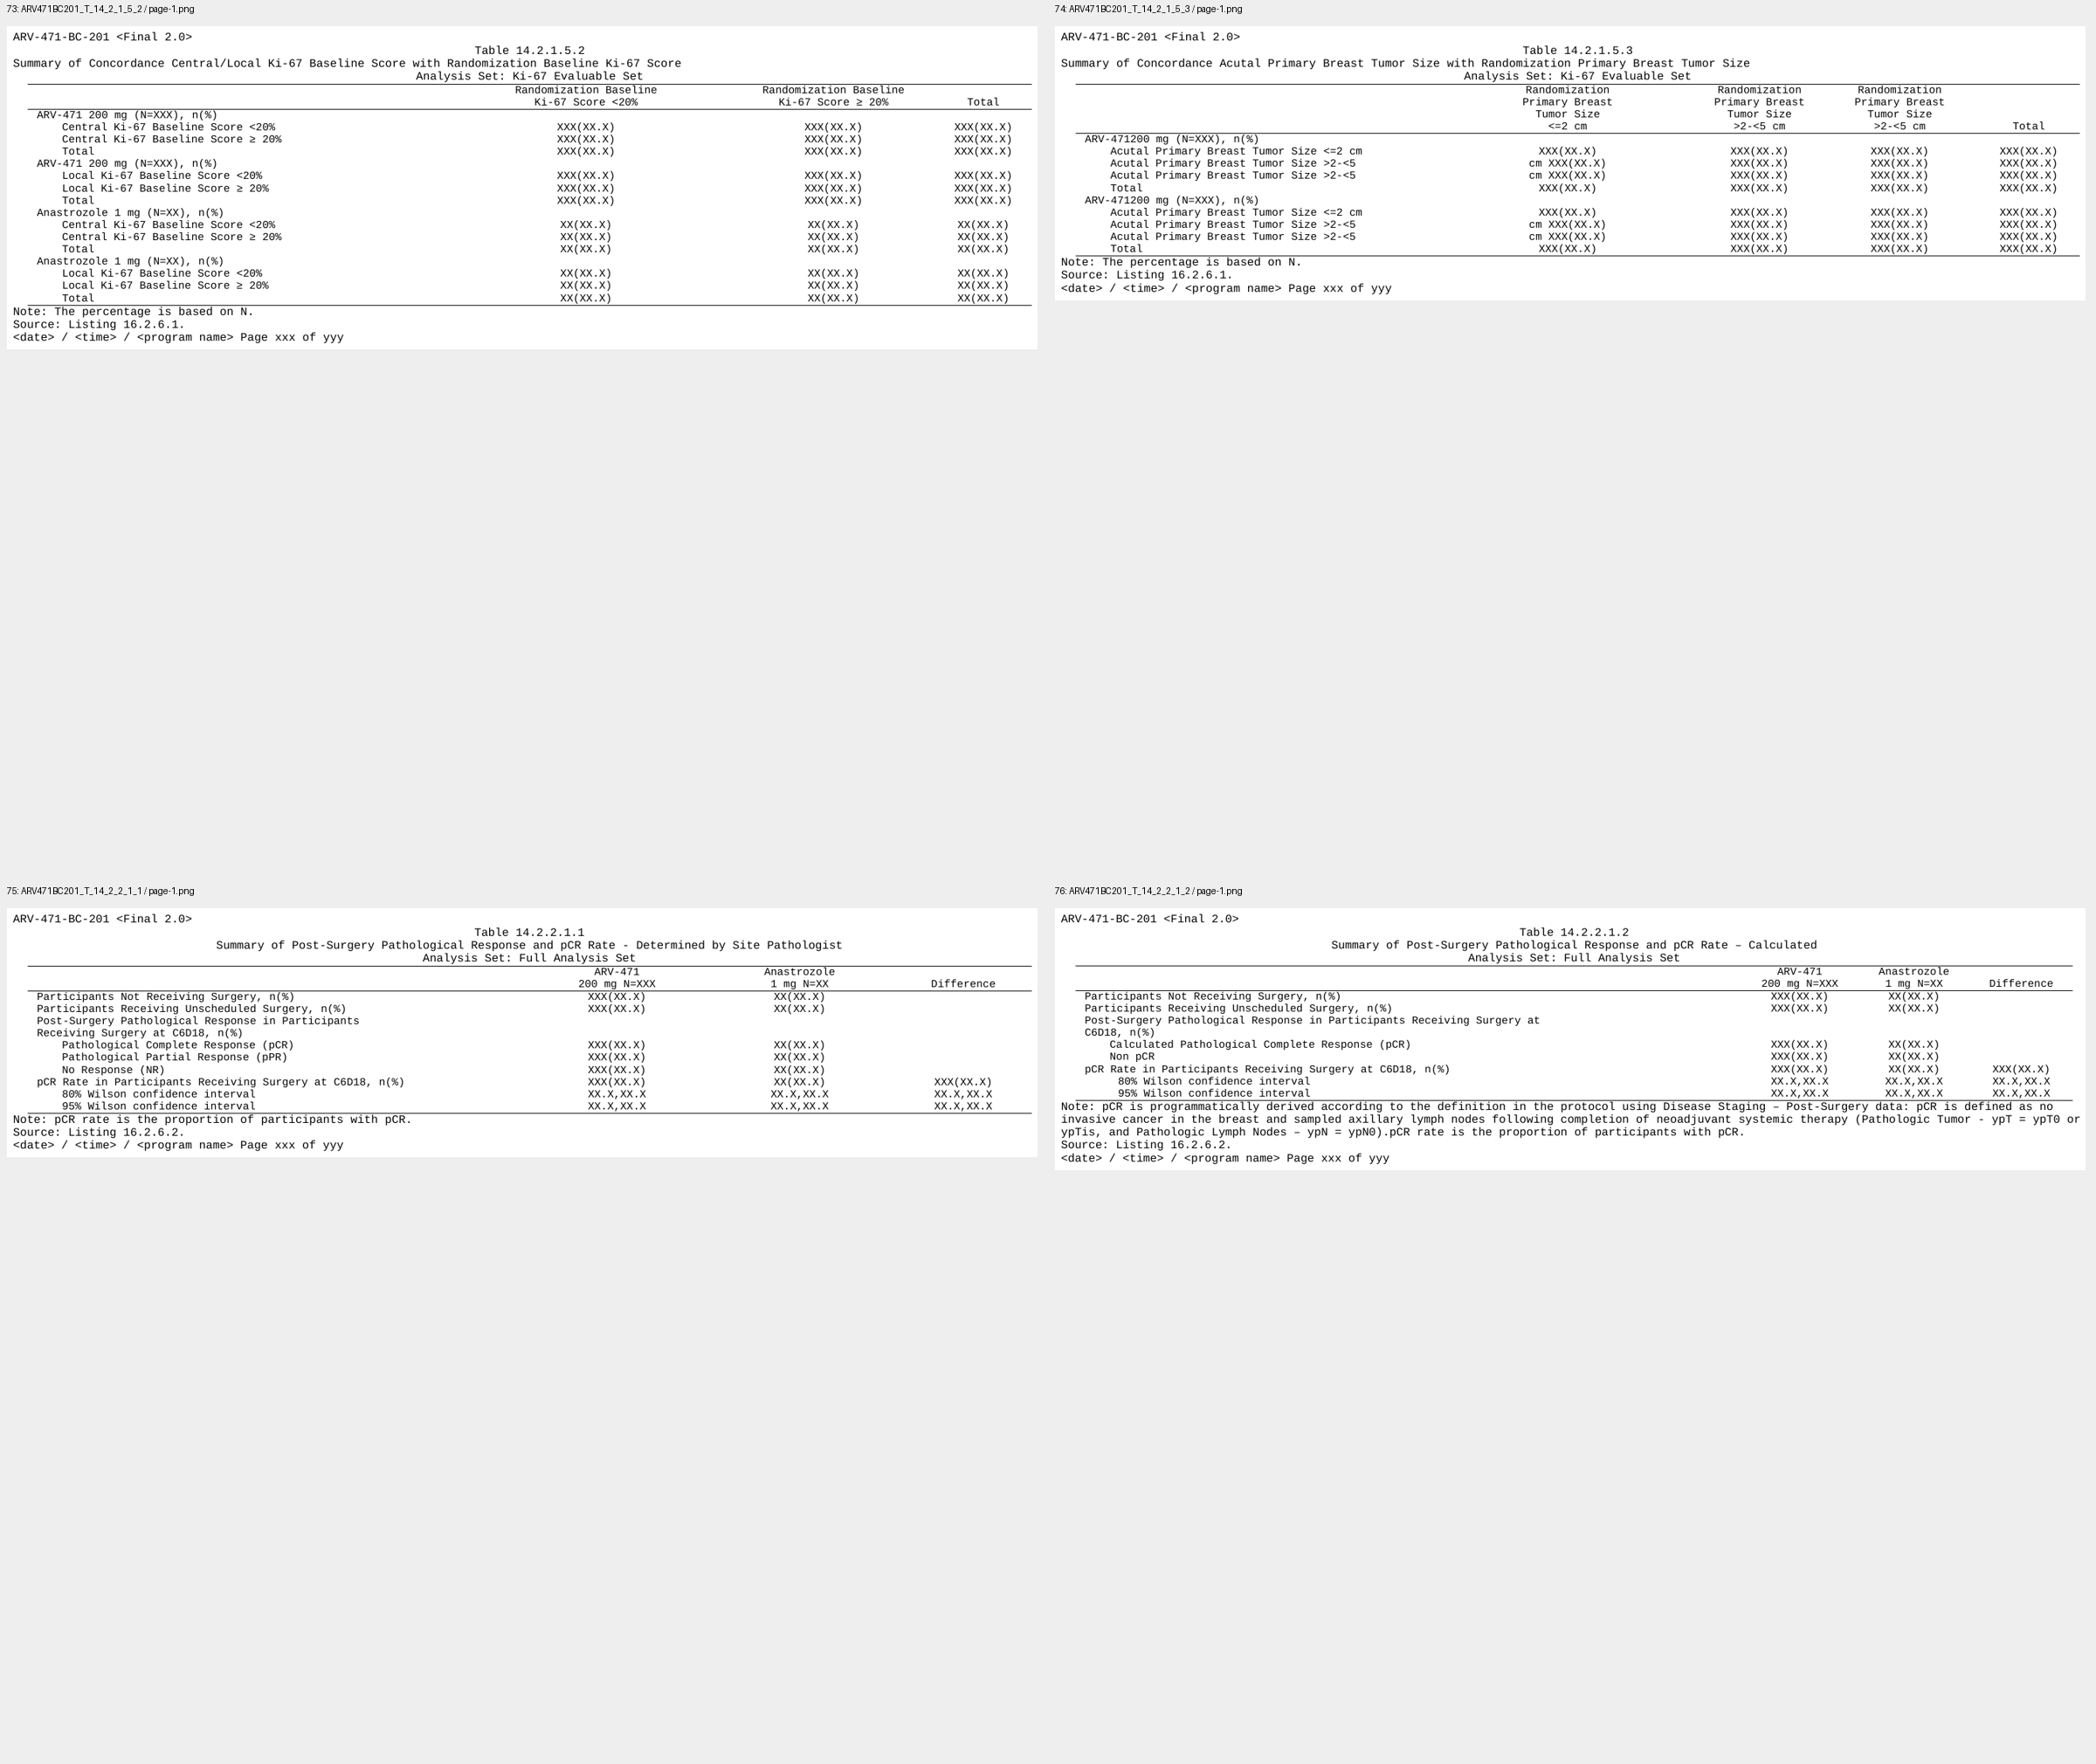 73: ARV471BC201_T_14_2_1_5_2 / page-1.png
ARV-471-BC-201 <Final 2.0>
Table 14.2.1.5.2
Summary of Concordance Central/Local Ki-67 Baseline Score with Randomization Baseline Ki-67 Score
Analysis Set: Ki-67 Evaluable Set
Randomization Baseline Randomization Baseline
Ki-67 Score <20% Ki-67 Score ≥ 20% Total
ARV-471 200 mg (N=XXX), n(%)
Central Ki-67 Baseline Score <20% XXX(XX.X) XXX(XX.X) XXX(XX.X)
Central Ki-67 Baseline Score ≥ 20% XXX(XX.X) XXX(XX.X) XXX(XX.X)
Total XXX(XX.X) XXX(XX.X) XXX(XX.X)
ARV-471 200 mg (N=XXX), n(%)
Local Ki-67 Baseline Score <20% XXX(XX.X) XXX(XX.X) XXX(XX.X)
Local Ki-67 Baseline Score ≥ 20% XXX(XX.X) XXX(XX.X) XXX(XX.X)
Total XXX(XX.X) XXX(XX.X) XXX(XX.X)
Anastrozole 1 mg (N=XX), n(%)
Central Ki-67 Baseline Score <20% XX(XX.X) XX(XX.X) XX(XX.X)
Central Ki-67 Baseline Score ≥ 20% XX(XX.X) XX(XX.X) XX(XX.X)
Total XX(XX.X) XX(XX.X) XX(XX.X)
Anastrozole 1 mg (N=XX), n(%)
Local Ki-67 Baseline Score <20% XX(XX.X) XX(XX.X) XX(XX.X)
Local Ki-67 Baseline Score ≥ 20% XX(XX.X) XX(XX.X) XX(XX.X)
Total XX(XX.X) XX(XX.X) XX(XX.X)
Note: The percentage is based on N.
Source: Listing 16.2.6.1.
<date> / <time> / <program name> Page xxx of yyy
74: ARV471BC201_T_14_2_1_5_3 / page-1.png
ARV-471-BC-201 <Final 2.0>
Table 14.2.1.5.3
Summary of Concordance Acutal Primary Breast Tumor Size with Randomization Primary Breast Tumor Size
Analysis Set: Ki-67 Evaluable Set
Randomization Randomization Randomization
Primary Breast Primary Breast Primary Breast
Tumor Size Tumor Size Tumor Size
<=2 cm >2-<5 cm >2-<5 cm Total
ARV-471200 mg (N=XXX), n(%)
Acutal Primary Breast Tumor Size <=2 cm XXX(XX.X) XXX(XX.X) XXX(XX.X) XXX(XX.X)
Acutal Primary Breast Tumor Size >2-<5 cm XXX(XX.X) XXX(XX.X) XXX(XX.X) XXX(XX.X)
Acutal Primary Breast Tumor Size >2-<5 cm XXX(XX.X) XXX(XX.X) XXX(XX.X) XXX(XX.X)
Total XXX(XX.X) XXX(XX.X) XXX(XX.X) XXX(XX.X)
ARV-471200 mg (N=XXX), n(%)
Acutal Primary Breast Tumor Size <=2 cm XXX(XX.X) XXX(XX.X) XXX(XX.X) XXX(XX.X)
Acutal Primary Breast Tumor Size >2-<5 cm XXX(XX.X) XXX(XX.X) XXX(XX.X) XXX(XX.X)
Acutal Primary Breast Tumor Size >2-<5 cm XXX(XX.X) XXX(XX.X) XXX(XX.X) XXX(XX.X)
Total XXX(XX.X) XXX(XX.X) XXX(XX.X) XXX(XX.X)
Note: The percentage is based on N.
Source: Listing 16.2.6.1.
<date> / <time> / <program name> Page xxx of yyy
75: ARV471BC201_T_14_2_2_1_1 / page-1.png
ARV-471-BC-201 <Final 2.0>
Table 14.2.2.1.1
Summary of Post-Surgery Pathological Response and pCR Rate - Determined by Site Pathologist
Analysis Set: Full Analysis Set
ARV-471 Anastrozole
200 mg N=XXX 1 mg N=XX Difference
Participants Not Receiving Surgery, n(%) XXX(XX.X) XX(XX.X)
Participants Receiving Unscheduled Surgery, n(%) XXX(XX.X) XX(XX.X)
Post-Surgery Pathological Response in Participants
Receiving Surgery at C6D18, n(%)
Pathological Complete Response (pCR) XXX(XX.X) XX(XX.X)
Pathological Partial Response (pPR) XXX(XX.X) XX(XX.X)
No Response (NR) XXX(XX.X) XX(XX.X)
pCR Rate in Participants Receiving Surgery at C6D18, n(%) XXX(XX.X) XX(XX.X) XXX(XX.X)
80% Wilson confidence interval XX.X,XX.X XX.X,XX.X XX.X,XX.X
95% Wilson confidence interval XX.X,XX.X XX.X,XX.X XX.X,XX.X
Note: pCR rate is the proportion of participants with pCR.
Source: Listing 16.2.6.2.
<date> / <time> / <program name> Page xxx of yyy
76: ARV471BC201_T_14_2_2_1_2 / page-1.png
ARV-471-BC-201 <Final 2.0>
Table 14.2.2.1.2
Summary of Post-Surgery Pathological Response and pCR Rate – Calculated
Analysis Set: Full Analysis Set
ARV-471 Anastrozole
200 mg N=XXX 1 mg N=XX Difference
Participants Not Receiving Surgery, n(%) XXX(XX.X) XX(XX.X)
Participants Receiving Unscheduled Surgery, n(%) XXX(XX.X) XX(XX.X)
Post-Surgery Pathological Response in Participants Receiving Surgery at
C6D18, n(%)
Calculated Pathological Complete Response (pCR) XXX(XX.X) XX(XX.X)
Non pCR XXX(XX.X) XX(XX.X)
pCR Rate in Participants Receiving Surgery at C6D18, n(%) XXX(XX.X) XX(XX.X) XXX(XX.X)
80% Wilson confidence interval XX.X,XX.X XX.X,XX.X XX.X,XX.X
95% Wilson confidence interval XX.X,XX.X XX.X,XX.X XX.X,XX.X
Note: pCR is programmatically derived according to the definition in the protocol using Disease Staging – Post-Surgery data: pCR is defined as no
invasive cancer in the breast and sampled axillary lymph nodes following completion of neoadjuvant systemic therapy (Pathologic Tumor - ypT = ypT0 or
ypTis, and Pathologic Lymph Nodes – ypN = ypN0).pCR rate is the proportion of participants with pCR.
Source: Listing 16.2.6.2.
<date> / <time> / <program name> Page xxx of yyy